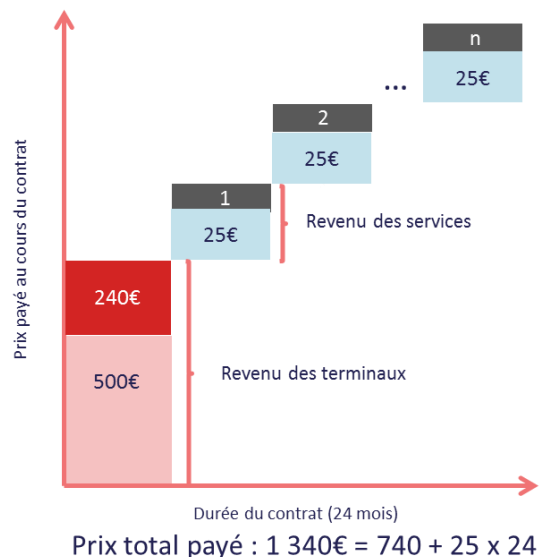 n
25€
...
2
25€
1
25€
Revenu des services
240€
500€
Revenu des terminaux
Prix payé au cours du contrat
Durée du contrat (24 mois)
Prix total payé : 1 340€ = 740 + 25 x 24